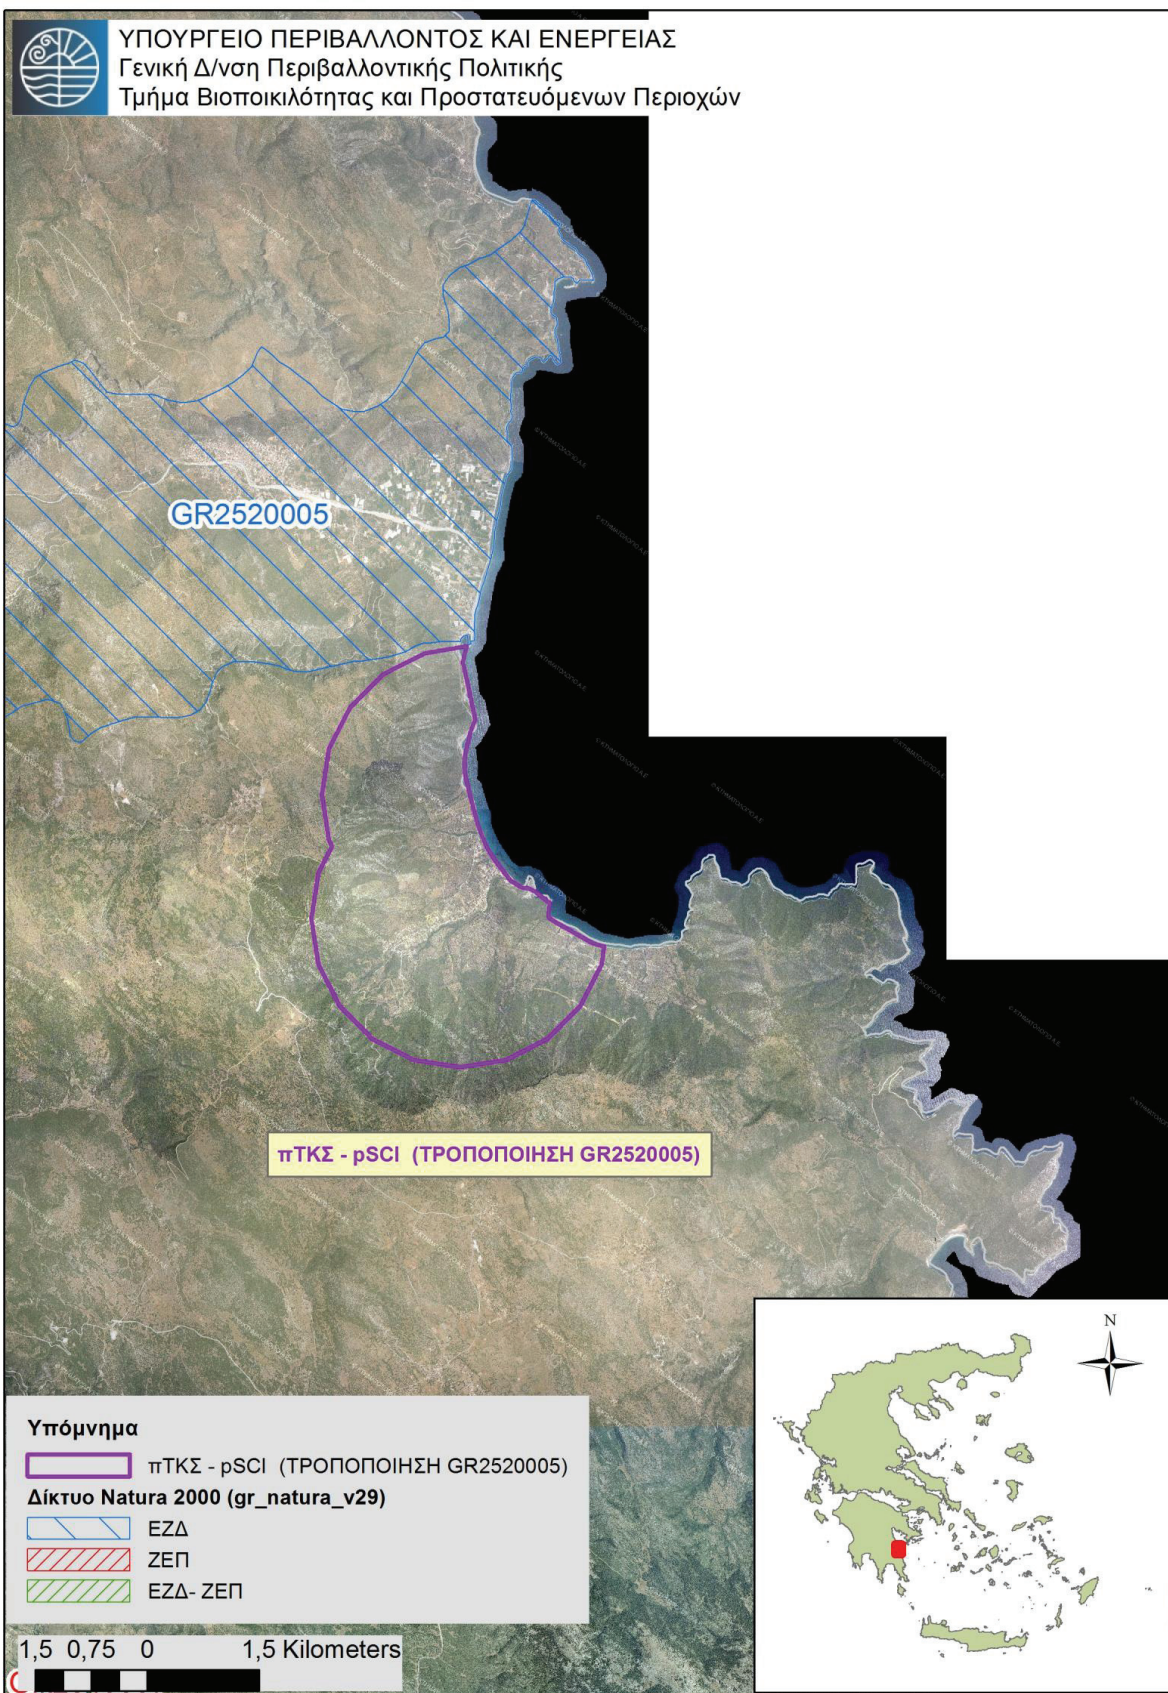 ΥΠΟΥΡΓΕΙΟ ΠΕΡΙΒΑΛΛΟΝΤΟΣ ΚΑΙ ΕΝΕΡΓΕΙΑΣ
Γενική Δ/νση Περιβαλλοντικής Πολιτικής
Τμήμα Βιοποικιλότητας και Προστατευόμενων Περιοχών
GR2520005
πΤΚΣ - pSCI (ΤΡΟΠΟΠΟΙΗΣΗ GR2520005)
N
Υπόμνημα
πΤΚΣ - pSCI (ΤΡΟΠΟΠΟΙΗΣΗ GR2520005)
Δίκτυο Natura 2000 (gr_natura_v29)
ΕΖΔ
ΖΕΠ
ΕΖΔ- ΖΕΠ
1,5 0,75 0 1,5 Kilometers